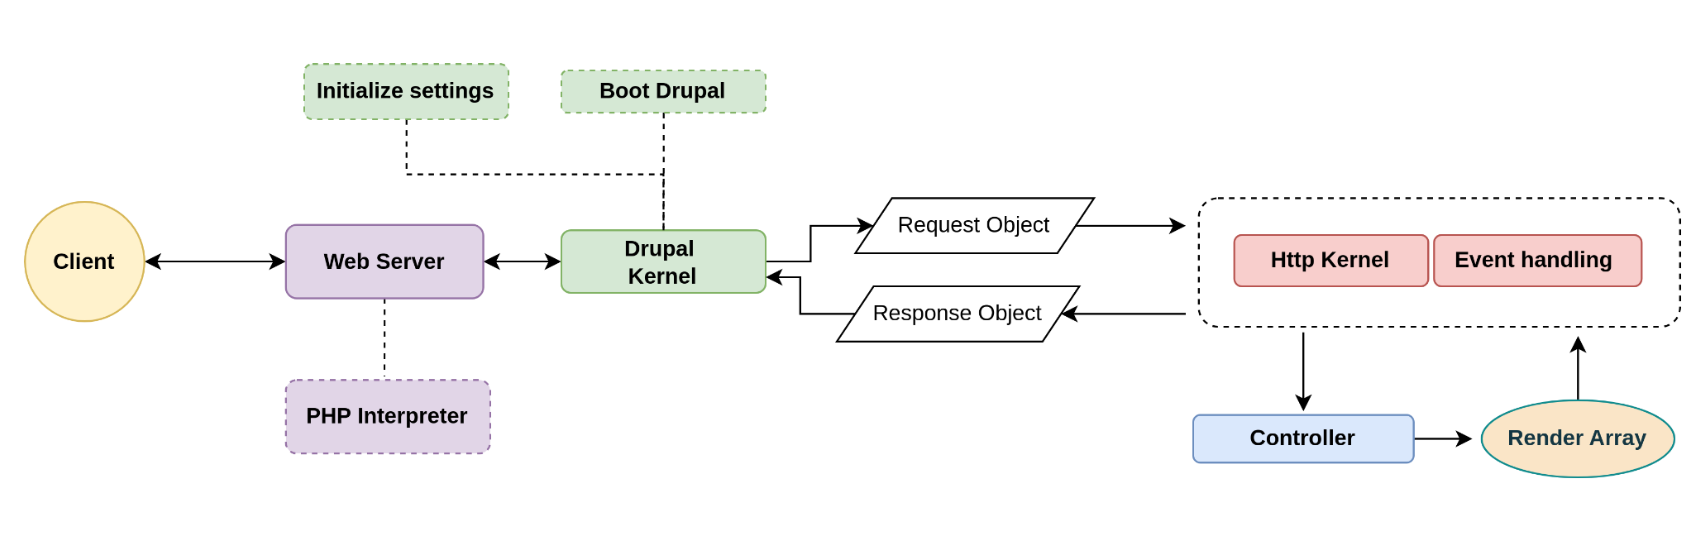 Initialize settings
Boot Drupal
Client
Web Server
Drupal
Kernel
Request Object
Response Object
Http Kernel
Event handling
PHP Interpreter
Controller
Render Array